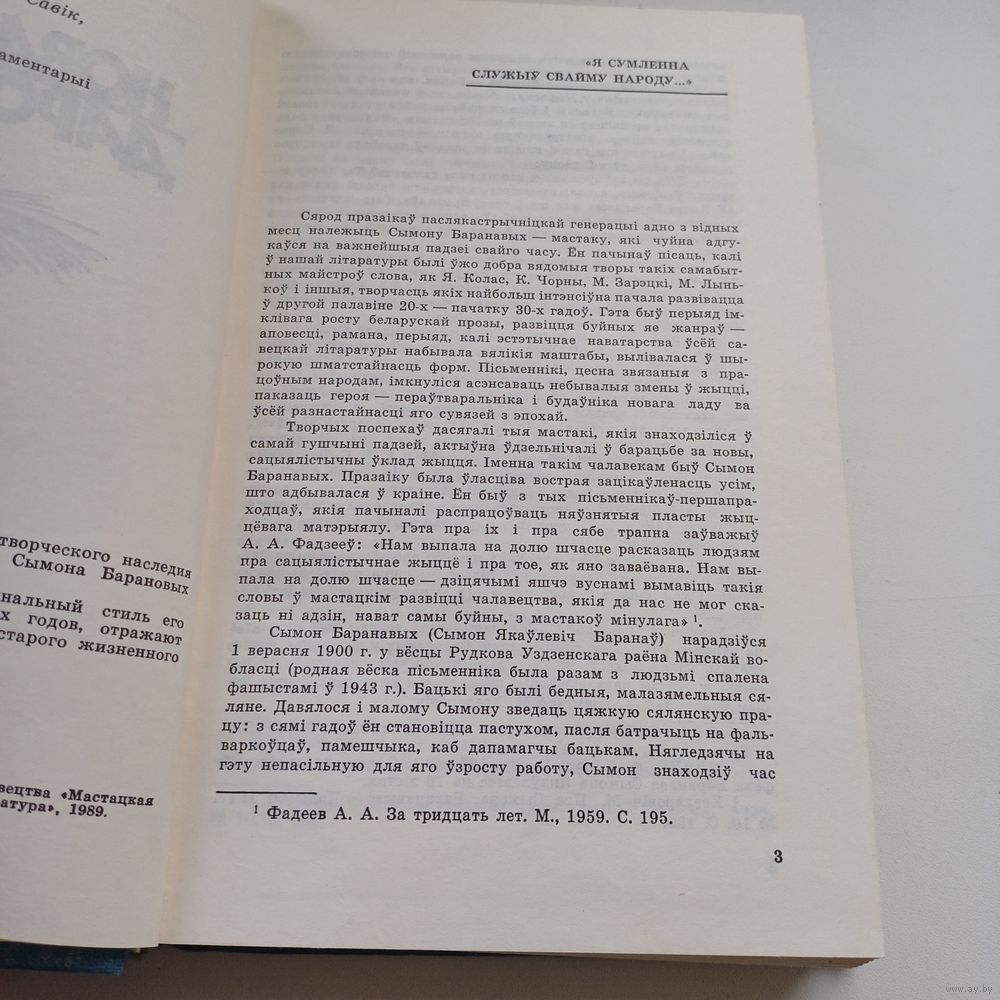 Савік,
аментарыі
творческого наследия
Сымона Барановых
нальный стиль его
х годов, отражают
старого жизненного
вецтва «Мастацкая
атура», 1989.
«Я СУМЛЕННА
СЛУЖЫЎ СВАЙМУ НАРОДУ...»
Сярод празаікаў паслякастрычніцкай генерацыі адно з відных
месц належыць Сымону Баранавых — мастаку, які чуйна адгу-
каўся на важнейшыя падзеі свайго часу. Ён пачынаў пісаць, калі
ў нашай літаратуры былі ўжо добра вядомыя творы такіх самабыт-
ных майстроў слова, як Я. Колас, К. Чорны, М. Зарэцкі, М. Лынь-
коў і іншыя, творчасць якіх найбольш інтэнсіўна пачала развівацца
ў другой палавіне 20-х — пачатку 30-х гадоў. Гэта быў перыяд ім-
клівага росту беларускай прозы, развіцця буйных яе жанраў —
аповесці, рамана, перыяд, калі эстэтычнае наватарства ўсёй са-
вецкай літаратуры набывала вялікія маштабы, вылівалася ў шы-
рокую шматстайнасць форм. Пісьменнікі, цесна звязаныя з пра-
цоўным народам, імкнуліся асэнсаваць небывалыя змены ў жыцці,
паказаць героя — пераўтваральніка і будаўніка новага ладу ва
ўсёй разнастайнасці яго сувязей з эпохай.
Творчых поспехаў дасягалі тыя мастакі, якія знаходзіліся ў
самай гушчыні падзей, актыўна ўдзельнічалі ў барацьбе за новы,
сацыялістычны ўклад жыцця. Іменна такім чалавекам быў Сымон
Баранавых. Празаіку была ўласціва вострая зацікаўленасць усім,
што адбывалася ў краіне. Ён быў з тых пісьменнікаў-першапра-
ходцаў, якія пачыналі распрацоўваць няўзнятыя пласты жыц-
цёвага матэрыялу. Гэта пра іх і пра сябе трапна заўважыў
А. А. Фадзееў: «Нам выпала на долю шчасце расказаць людзям
пра сацыялістычнае жыццё і пра тое, як яно заваёвана. Нам вы-
пала на долю шчасце — дзіцячымі яшчэ вуснамі вымавіць такія
словы ў мастацкім развіцці чалавецтва, якія да нас не мог ска-
заць ні адзін, нават самы буйны, з мастакоў мінулага» ¹.
Сымон Баранавых (Сымон Якаўлевіч Баранаў) нарадзіўся
1 верасня 1900 г. у вёсцы Рудкова Уздзенскага раёна Мінскай во-
бласці (родная вёска пісьменніка была разам з людзьмі спалена
фашыстамі ў 1943 г.). Бацькі яго былі бедныя, малазямельныя ся-
ляне. Давялося і малому Сымону зведаць цяжкую сялянскую пра-
цу: з сямі гадоў ён становіцца пастухом, пасля батрачыць на фаль-
варкоўцаў, памешчыка, каб дапамагчы бацькам. Нягледзячы на
гэту непасільную для яго ўзросту работу, Сымон знаходзіў час
¹ Фадеев А. А. За тридцать лет. М., 1959. С. 195.
3
www.ay.by